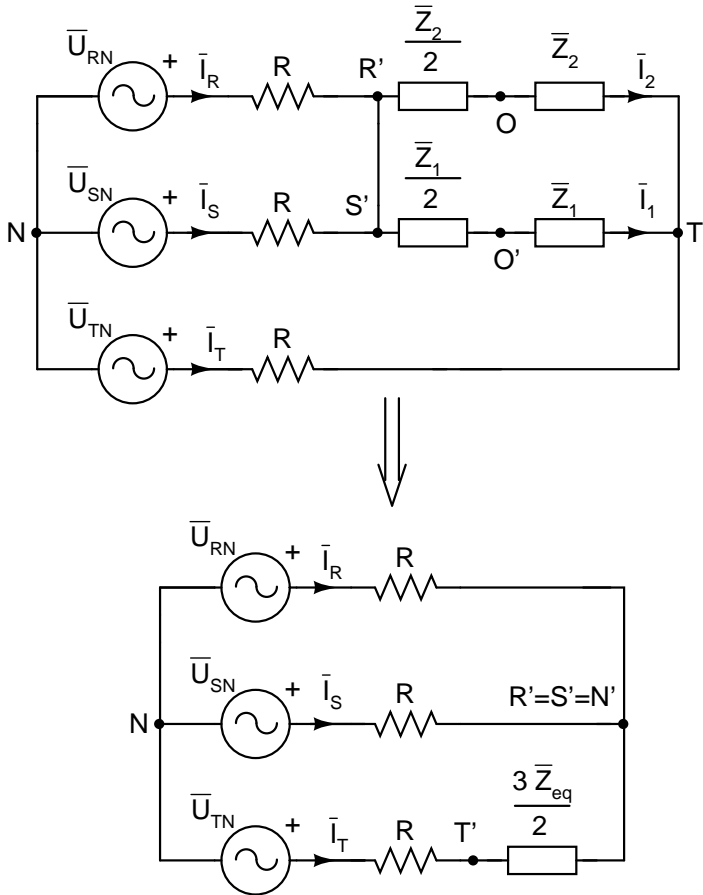 U̅RN + I̅R R R' Z̅2/2 O Z̅2 I̅2
U̅SN + I̅S R S' Z̅1/2 O' Z̅1 I̅1
N T
U̅TN + I̅T R
U̅RN + I̅R R
U̅SN + I̅S R R'=S'=N'
N
U̅TN + I̅T R T' 3 Z̅eq/2